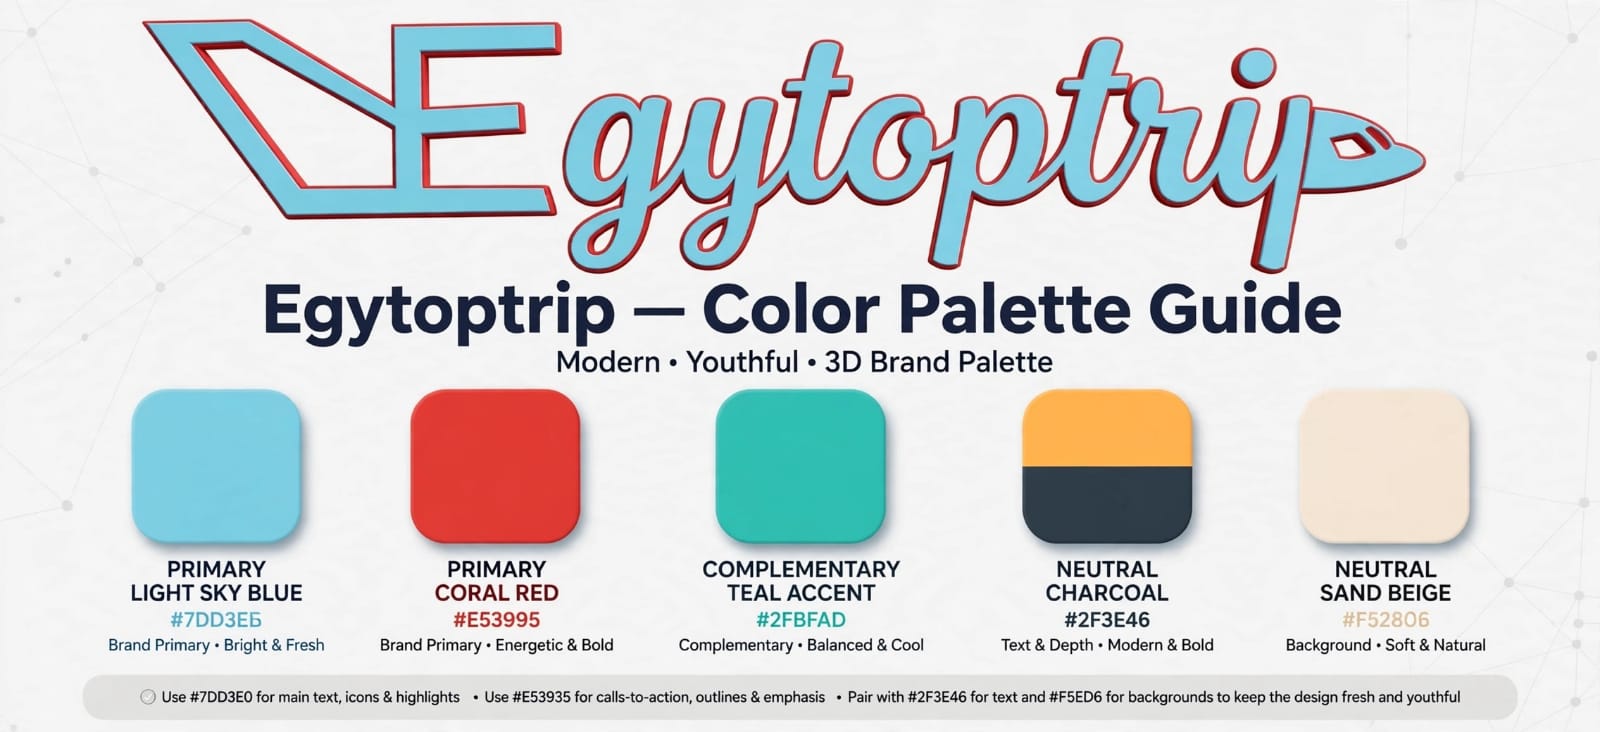 Egytoptrip
Egytoptrip — Color Palette Guide
Modern • Youthful • 3D Brand Palette
PRIMARY
LIGHT SKY BLUE
#7DD3E5
Brand Primary • Bright & Fresh
PRIMARY
CORAL RED
#E53995
Brand Primary • Energetic & Bold
COMPLEMENTARY
TEAL ACCENT
#2FBFAD
Complementary • Balanced & Cool
NEUTRAL
CHARCOAL
#2F3E46
Text & Depth • Modern & Bold
NEUTRAL
SAND BEIGE
#F52806
Background • Soft & Natural
Use #7DD3E0 for main text, icons & highlights • Use #E53935 for calls-to-action, outlines & emphasis • Pair with #2F3E46 for text and #F5ED6 for backgrounds to keep the design fresh and youthful